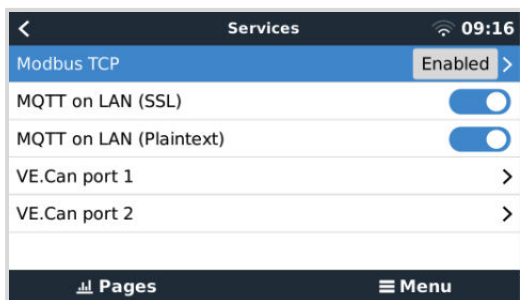 Services 09:16
Modbus TCP Enabled
MQTT on LAN (SSL)
MQTT on LAN (Plaintext)
VE.Can port 1
VE.Can port 2
Pages Menu